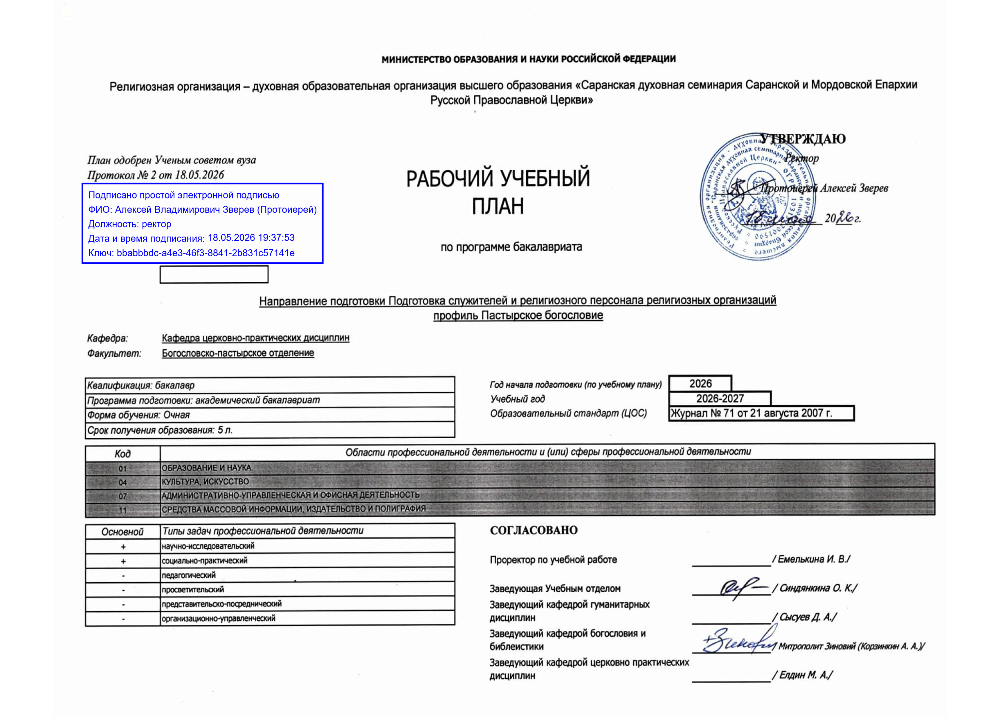 МИНИСТЕРСТВО ОБРАЗОВАНИЯ И НАУКИ РОССИЙСКОЙ ФЕДЕРАЦИИ
Религиозная организация – духовная образовательная организация высшего образования «Саранская духовная семинария Саранской и Мордовской Епархии
Русской Православной Церкви»
УТВЕРЖДАЮ
Ректор
Протоиерей Алексей Зверев
2026 г.
План одобрен Ученым советом вуза
Протокол № 2 от 18.05.2026
Подписано простой электронной подписью
ФИО: Алексей Владимирович Зверев (Протоиерей)
Должность: ректор
Дата и время подписания: 18.05.2026 19:37:53
Ключ: bbabbbdc-a4e3-46f3-8841-2b831c57141e
РАБОЧИЙ УЧЕБНЫЙ
ПЛАН
по программе бакалавриата
Направление подготовки Подготовка служителей и религиозного персонала религиозных организаций
профиль Пастырское богословие
Кафедра: Кафедра церковно-практических дисциплин
Факультет: Богословско-пастырское отделение
Квалификация: бакалавр
Программа подготовки: академический бакалавриат
Форма обучения: Очная
Срок получения образования: 5 л.
Год начала подготовки (по учебному плану) 2026
Учебный год 2026-2027
Образовательный стандарт (ЦОС) Журнал № 71 от 21 августа 2007 г.
Код Области профессиональной деятельности и (или) сферы профессиональной деятельности
01 ОБРАЗОВАНИЕ И НАУКА
04 КУЛЬТУРА, ИСКУССТВО
07 АДМИНИСТРАТИВНО-УПРАВЛЕНЧЕСКАЯ И ОФИСНАЯ ДЕЯТЕЛЬНОСТЬ
11 СРЕДСТВА МАССОВОЙ ИНФОРМАЦИИ, ИЗДАТЕЛЬСТВО И ПОЛИГРАФИЯ
Основной Типы задач профессиональной деятельности
+ научно-исследовательский
+ социально-практический
- педагогический
- просветительский
- представительско-посреднический
- организационно-управленческий
СОГЛАСОВАНО
Проректор по учебной работе / Емелькина И. В./
Заведующая Учебным отделом / Синдянкина О. К./
Заведующий кафедрой гуманитарных
дисциплин / Сысуев Д. А./
Заведующий кафедрой богословия и
библеистики / Митрополит Зиновий (Корзинкин А. А.)/
Заведующий кафедрой церковно практических
дисциплин / Елдин М. А./